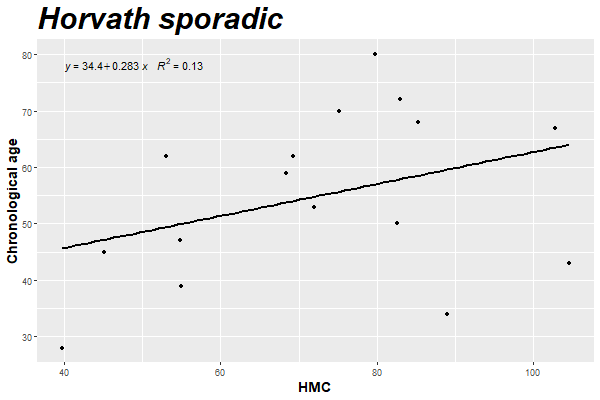 Horvath sporadic
y = 34.4+0.283 x R² = 0.13
Chronological age
80
70
60
50
40
30
40 60 80 100
HMC